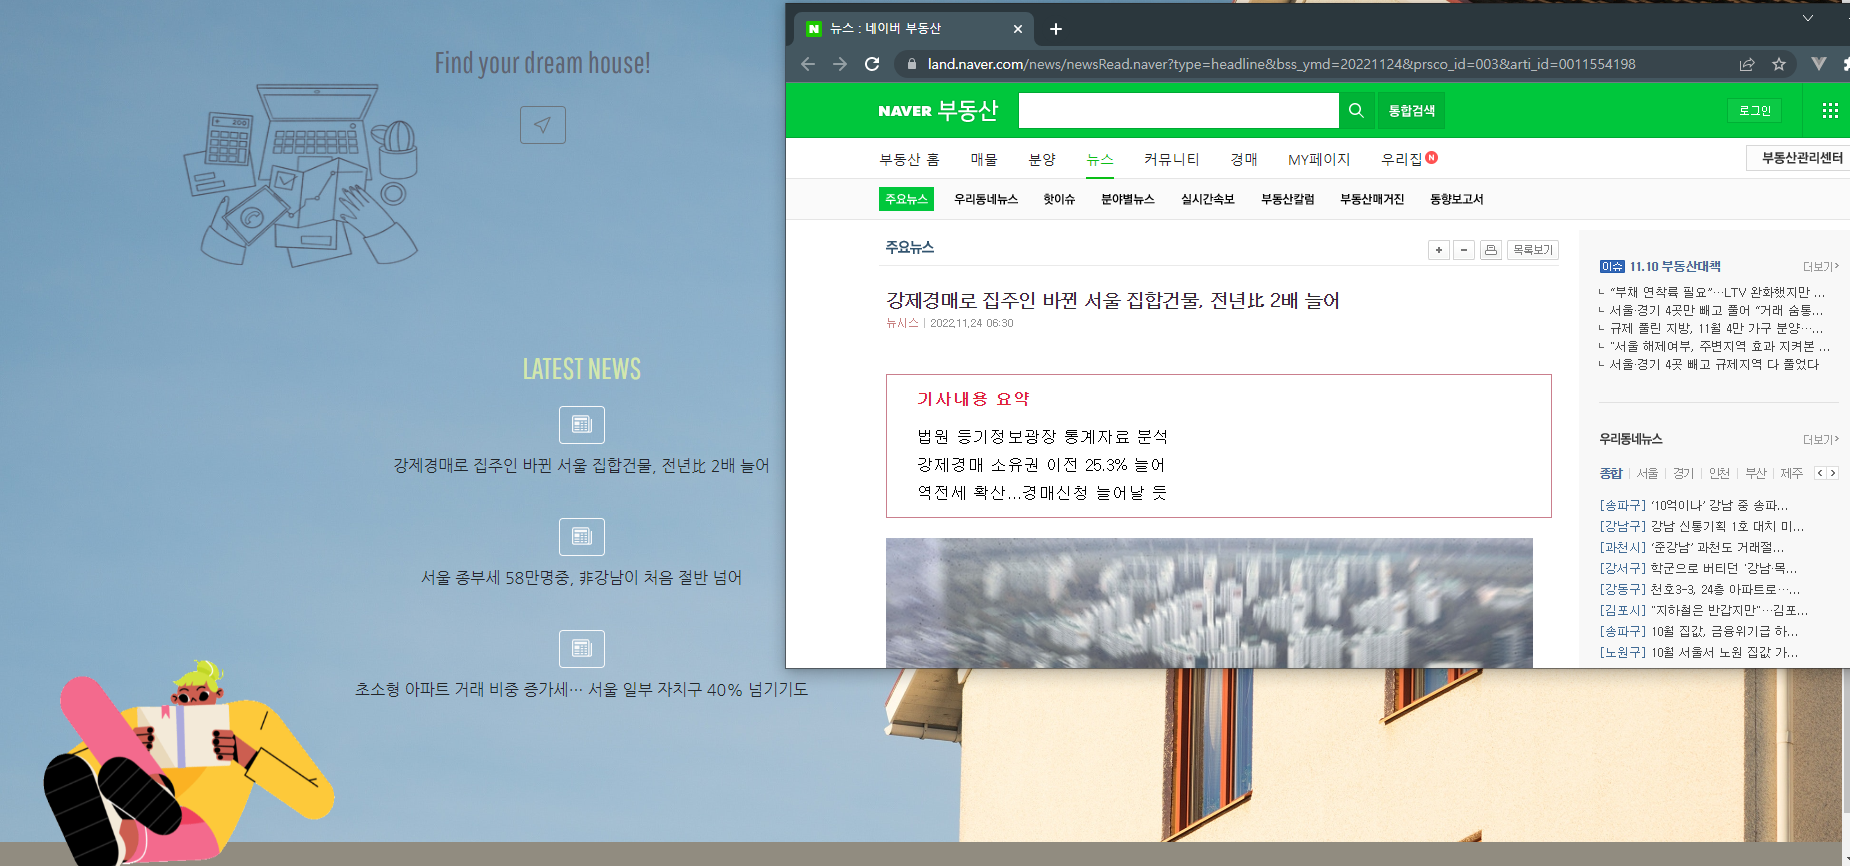 Find your dream house!
LATEST NEWS
강제경매로 집주인 바뀐 서울 집합건물, 전년比 2배 늘어
서울 종부세 58만명중, 非강남이 처음 절반 넘어
초소형 아파트 거래 비중 증가세… 서울 일부 자치구 40% 넘기기도
뉴스 : 네이버 부동산
land.naver.com/news/newsRead.naver?type=headline&bss_ymd=20221124&prsco_id=003&arti_id=0011554198
NAVER 부동산
통합검색
로그인
부동산 홈 매물 분양 뉴스 커뮤니티 경매 MY페이지 우리집 N
부동산관리센터
주요뉴스 우리동네뉴스 핫이슈 분야별뉴스 실시간속보 부동산칼럼 부동산매거진 동향보고서
주요뉴스
목록보기
강제경매로 집주인 바뀐 서울 집합건물, 전년比 2배 늘어
뉴시스 | 2022.11.24 06:30
기사내용 요약
법원 등기정보광장 통계자료 분석
강제경매 소유권 이전 25.3% 늘어
역전세 확산...경매신청 늘어날 듯
이슈 11.10 부동산대책 더보기
"부채 연착륙 필요"…LTV 완화했지만 ...
서울·경기 4곳만 빼고 풀어 "거래 숨통...
규제 풀린 지방, 11월 4만 가구 분양…...
"서울 해제여부, 주변지역 효과 지켜본 ...
서울·경기 4곳 빼고 규제지역 다 풀었다
우리동네뉴스 더보기
종합 | 서울 | 경기 | 인천 | 부산 | 제주
[송파구] '10억이나' 강남 중 송파...
[강남구] 강남 신통기획 1호 대치 미...
[과천시] '준강남' 과천도 거래절...
[강서구] 학군으로 버티던 '강남·목...
[강동구] 천호3-3, 24층 아파트로…...
[김포시] "지하철은 반갑지만"…김포...
[송파구] 10월 집값, 금융위기급 하...
[노원구] 10월 서울서 노원 집값 가...